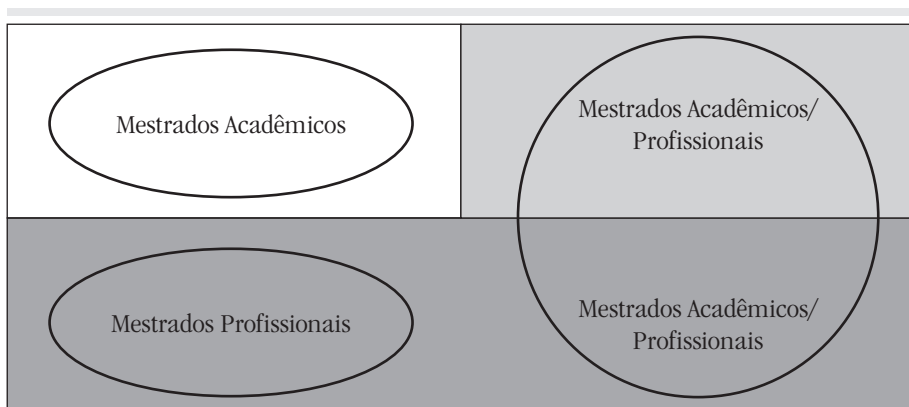 Mestrados Acadêmicos
Mestrados Acadêmicos/
Profissionais
Mestrados Profissionais
Mestrados Acadêmicos/
Profissionais